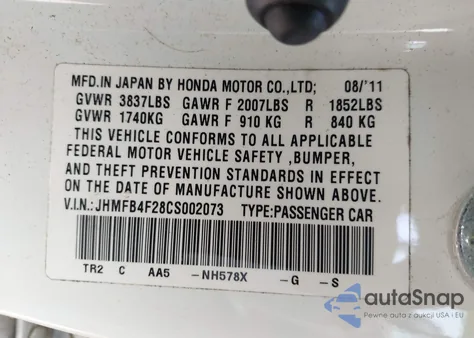 MFD.IN JAPAN BY HONDA MOTOR CO.,LTD; 08/'11
GVWR 3837LBS GAWR F 2007LBS R 1852LBS
GVWR 1740KG GAWR F 910 KG R 840 KG
THIS VEHICLE CONFORMS TO ALL APPLICABLE
FEDERAL MOTOR VEHICLE SAFETY ,BUMPER,
AND THEFT PREVENTION STANDARDS IN EFFECT
ON THE DATE OF MANUFACTURE SHOWN ABOVE.
V.I.N.:JHMFB4F28CS002073 TYPE:PASSENGER CAR
TR2 C AA5 -NH578X -G -S
autoSnap
Pewne auta z aukcji USA i EU